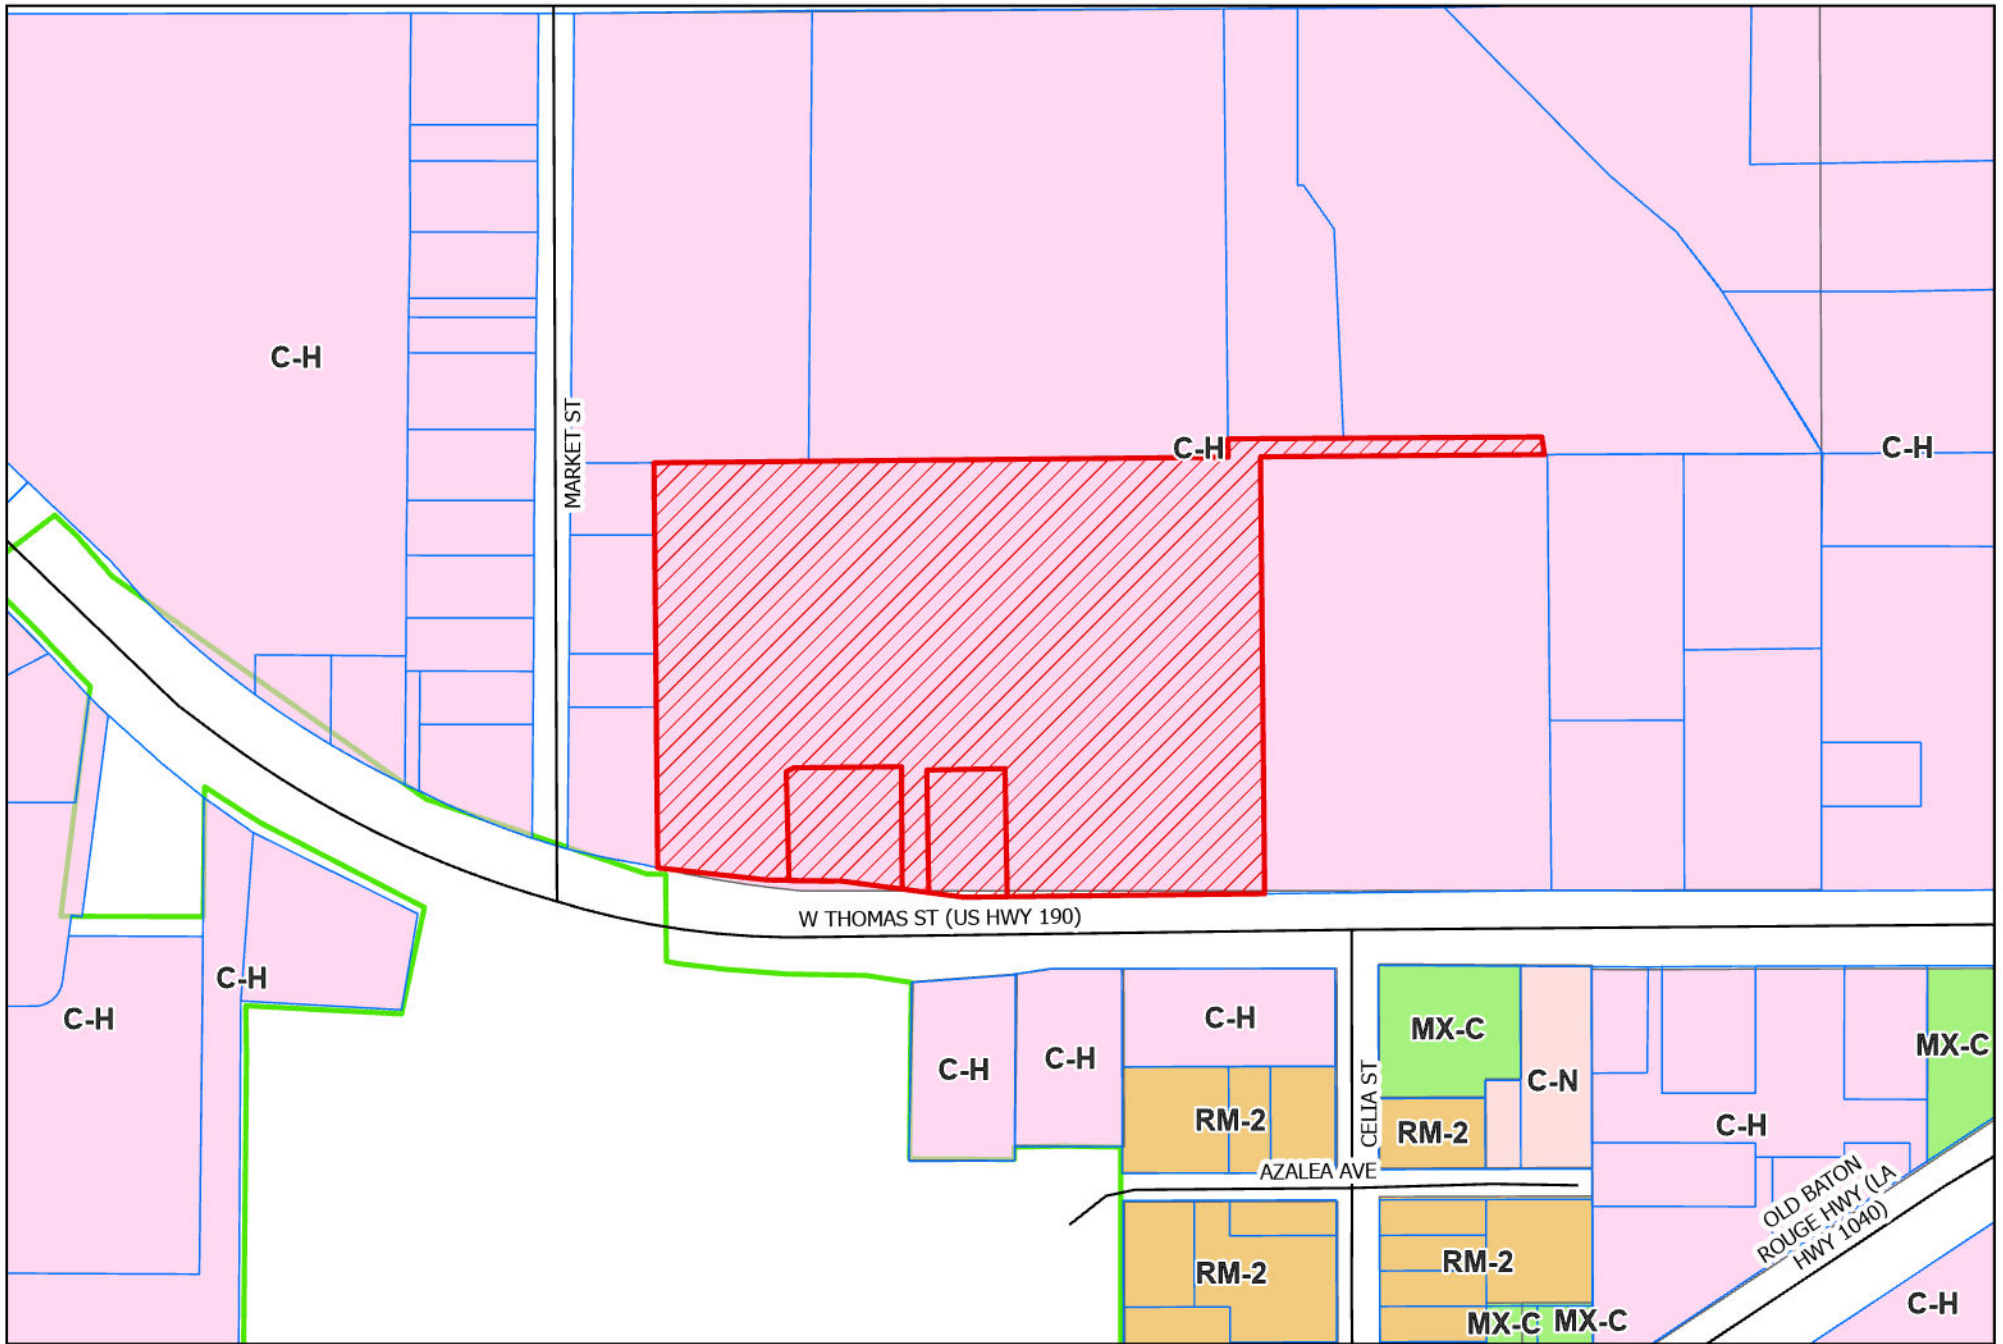 C-H
MARKET ST
C-H
C-H
W THOMAS ST (US HWY 190)
C-H
C-H
C-H
C-H
C-H
MX-C
MX-C
C-N
RM-2
RM-2
CELIA ST
C-H
AZALEA AVE
OLD BATON
ROUGE HWY (LA
HWY 1040)
RM-2
RM-2
C-H
MX-C
MX-C